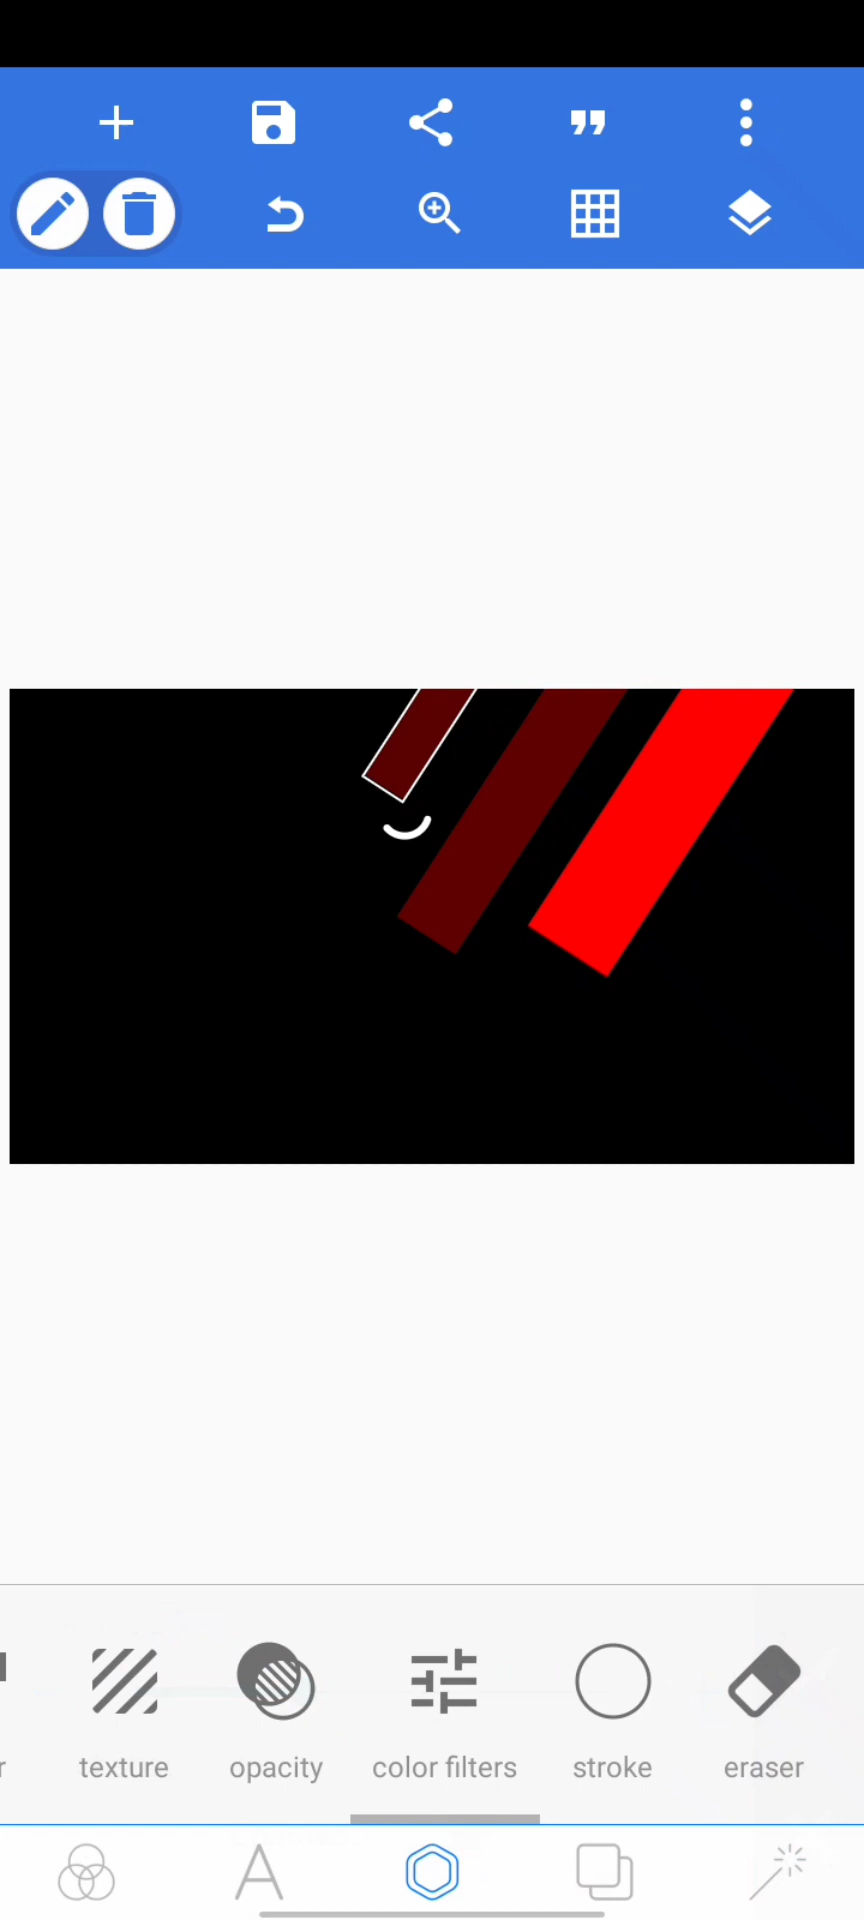 texture
opacity
color filters
stroke
eraser